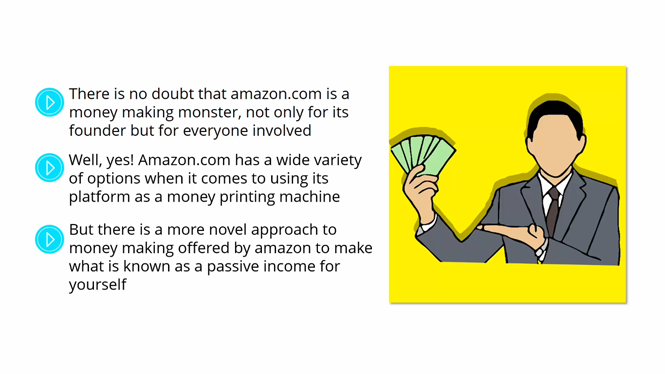 There is no doubt that amazon.com is a
money making monster, not only for its
founder but for everyone involved
Well, yes! Amazon.com has a wide variety
of options when it comes to using its
platform as a money printing machine
But there is a more novel approach to
money making offered by amazon to make
what is known as a passive income for
yourself